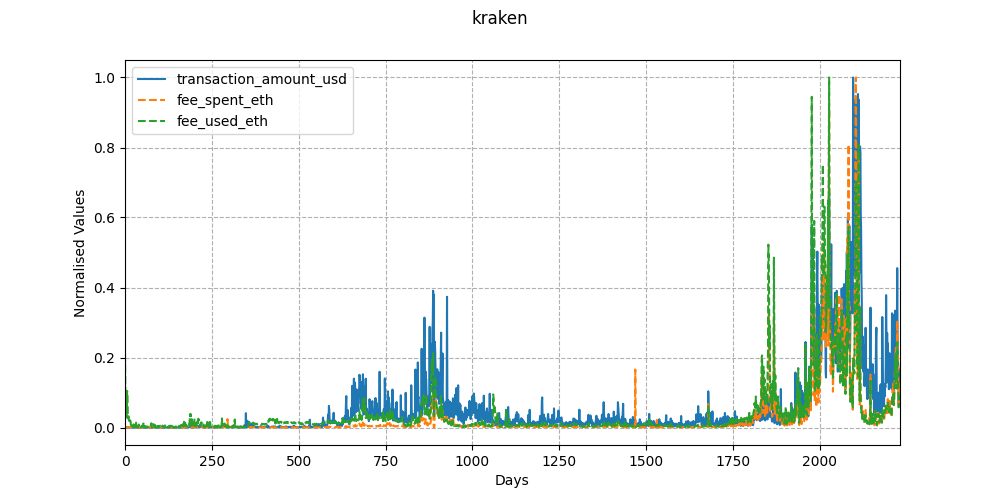 kraken
transaction_amount_usd
fee_spent_eth
fee_used_eth
Normalised Values
1.0
0.8
0.6
0.4
0.2
0.0
0
250
500
750
1000
1250
1500
1750
2000
Days